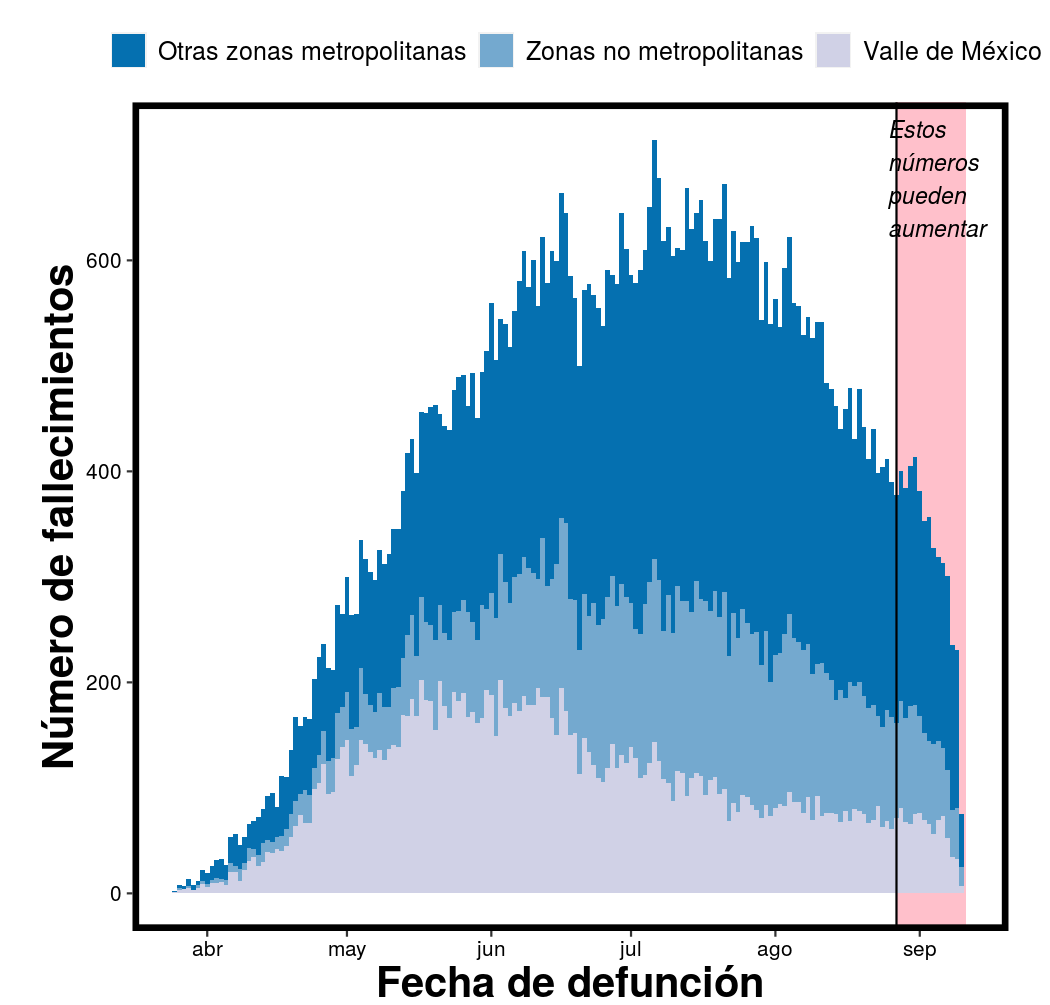 Otras zonas metropolitanas Zonas no metropolitanas Valle de México
Estos
números
pueden
aumentar
Número de fallecimientos
600
400
200
0
abr may jun jul ago sep
Fecha de defunción